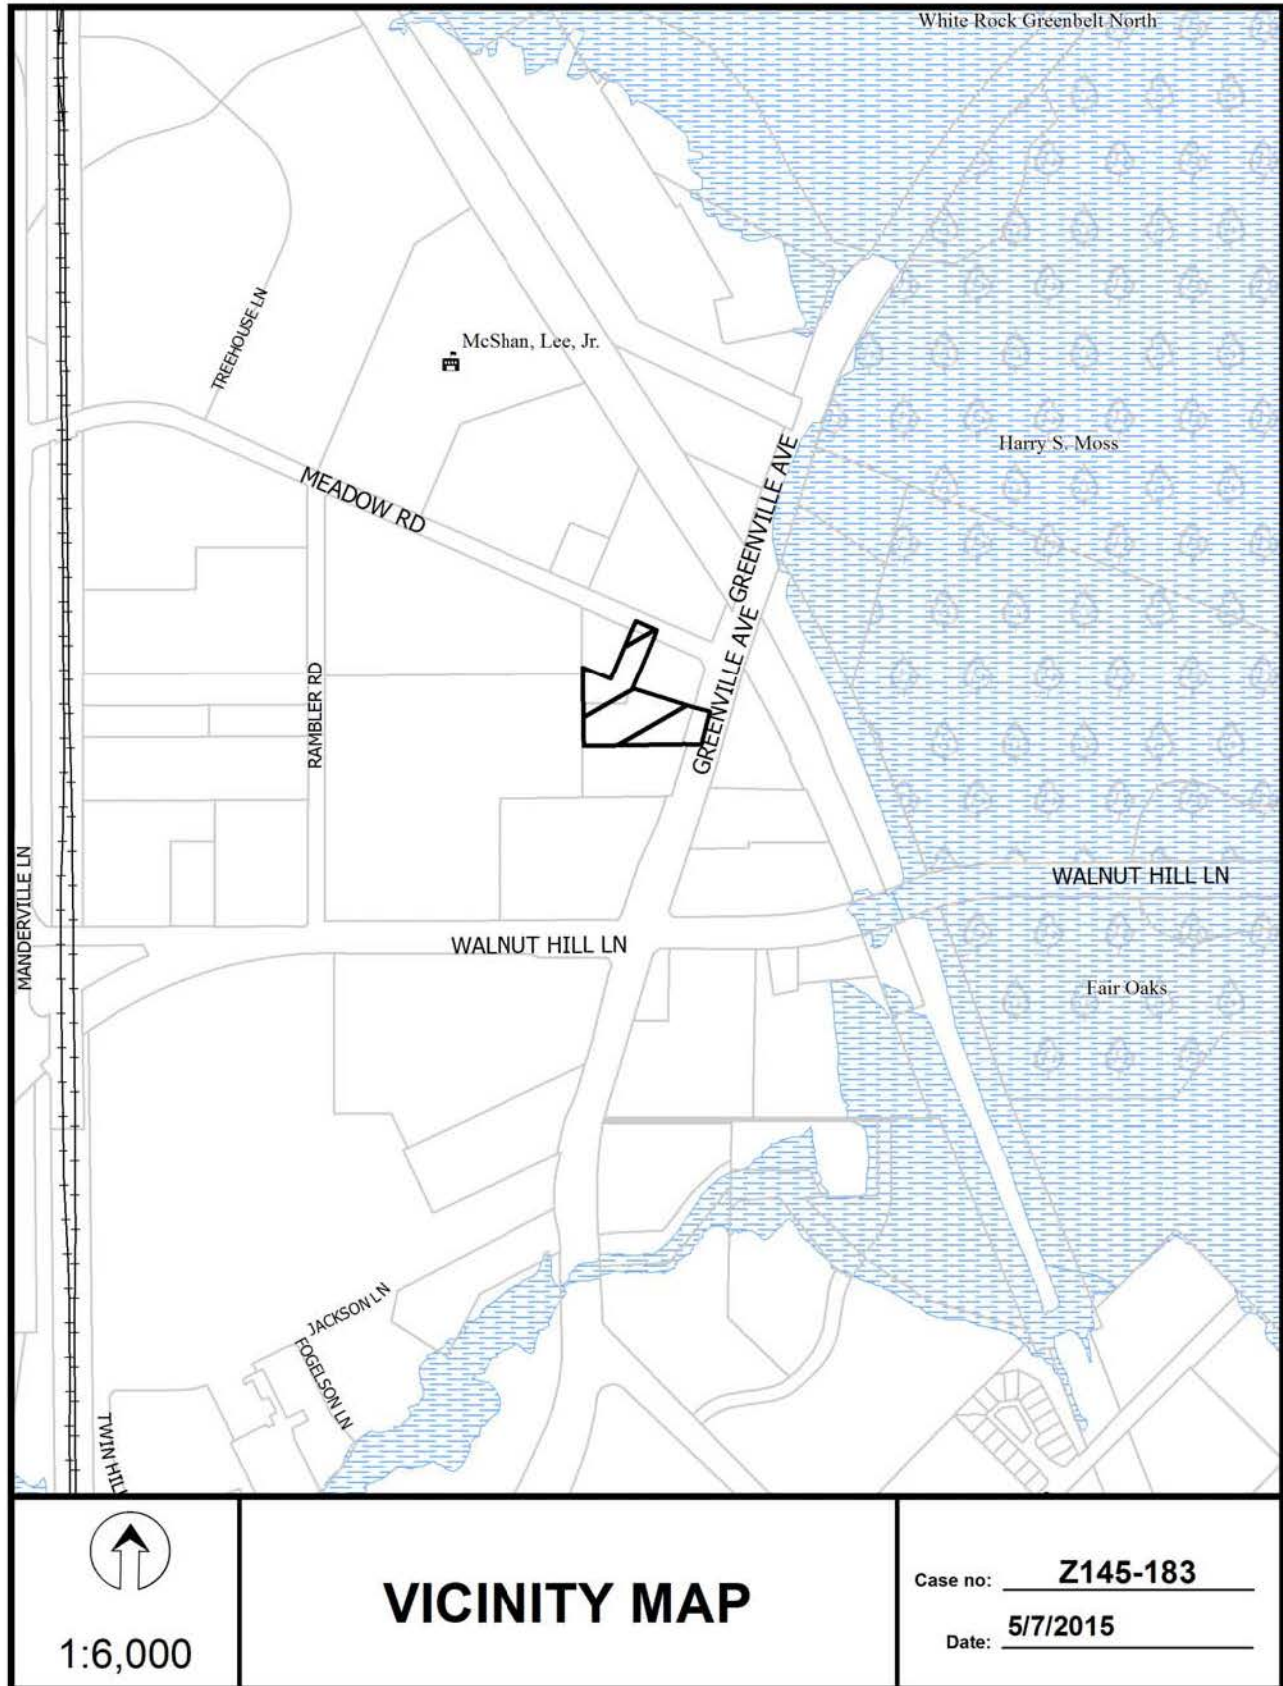 White Rock Greenbelt North
TREEHOUSE LN
McShan, Lee, Jr.
Harry S. Moss
MEADOW RD
GREENVILLE AVE
GREENVILLE AVE
RAMBLER RD
MANDERVILLE LN
WALNUT HILL LN
WALNUT HILL LN
Fair Oaks
JACKSON LN
FOGELSON LN
TWIN HILL
1:6,000
VICINITY MAP
Case no: Z145-183
Date: 5/7/2015